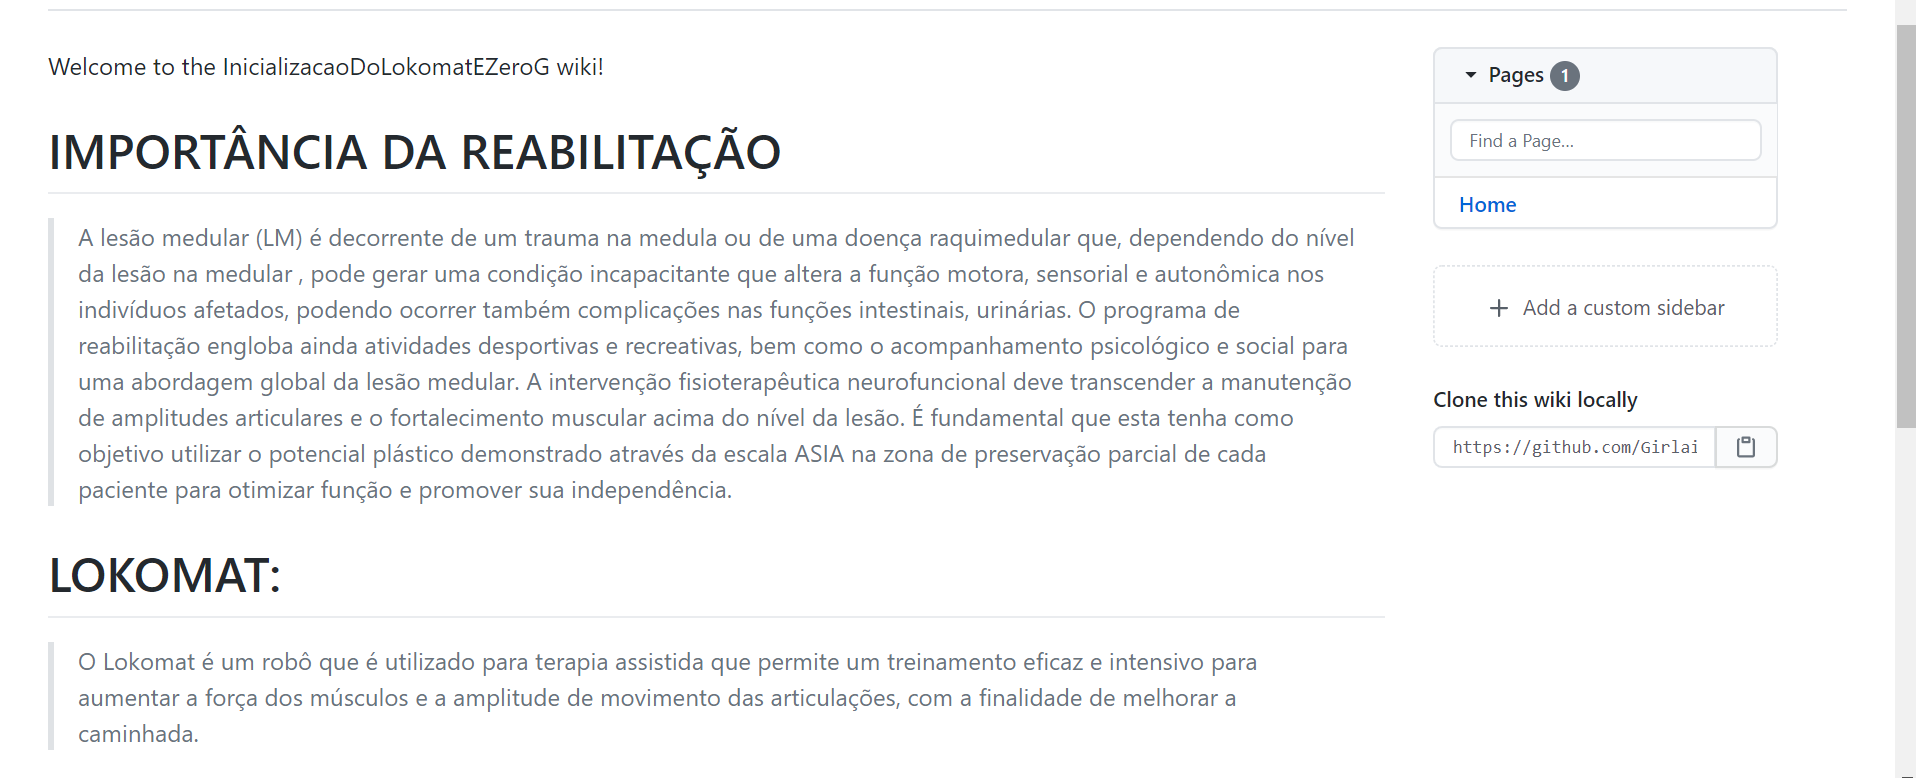 Welcome to the InicializacaoDoLokomatEZeroG wiki!
IMPORTÂNCIA DA REABILITAÇÃO
A lesão medular (LM) é decorrente de um trauma na medula ou de uma doença raquimedular que, dependendo do nível
da lesão na medular , pode gerar uma condição incapacitante que altera a função motora, sensorial e autonômica nos
indivíduos afetados, podendo ocorrer também complicações nas funções intestinais, urinárias. O programa de
reabilitação engloba ainda atividades desportivas e recreativas, bem como o acompanhamento psicológico e social para
uma abordagem global da lesão medular. A intervenção fisioterapêutica neurofuncional deve transcender a manutenção
de amplitudes articulares e o fortalecimento muscular acima do nível da lesão. É fundamental que esta tenha como
objetivo utilizar o potencial plástico demonstrado através da escala ASIA na zona de preservação parcial de cada
paciente para otimizar função e promover sua independência.
LOKOMAT:
O Lokomat é um robô que é utilizado para terapia assistida que permite um treinamento eficaz e intensivo para
aumentar a força dos músculos e a amplitude de movimento das articulações, com a finalidade de melhorar a
caminhada.
Pages 1
Find a Page...
Home
Add a custom sidebar
Clone this wiki locally
https://github.com/Girlai